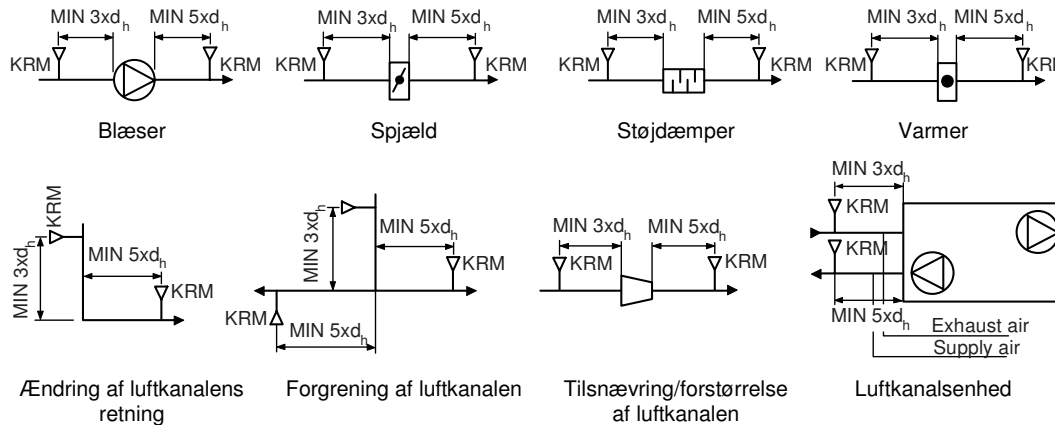 MIN 3xdh MIN 5xdh MIN 3xdh MIN 5xdh MIN 3xdh MIN 5xdh MIN 3xdh MIN 5xdh
KRM KRM KRM KRM KRM KRM KRM KRM
Blæser Spjæld Støjdæmper Varmer
KRM
MIN 3xdh
MIN 5xdh
KRM
Ændring af luftkanalens
retning
MIN 3xdh
MIN 5xdh
KRM
KRM
MIN 5xdh
Forgrening af luftkanalen
MIN 3xdh MIN 5xdh
KRM KRM
Tilsnævring/forstørrelse
af luftkanalen
MIN 3xdh
KRM
KRM
MIN 5xdh
Exhaust air
Supply air
Luftkanalsenhed